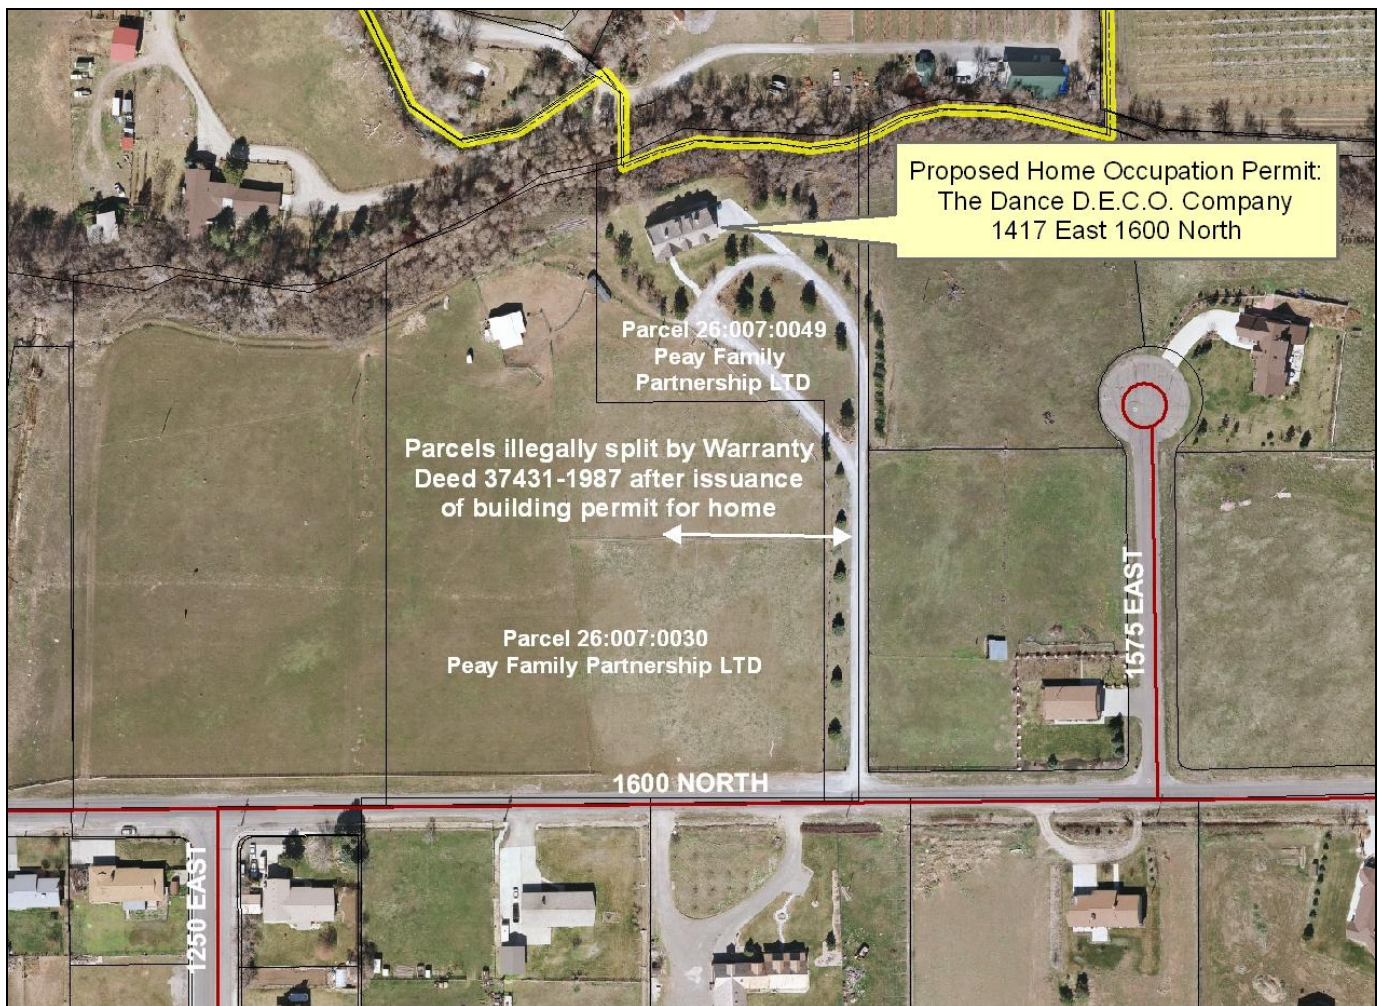 Proposed Home Occupation Permit:
The Dance D.E.C.O. Company
1417 East 1600 North
Parcel 26:007:0049
Peay Family
Partnership LTD
Parcels illegally split by Warranty
Deed 37431-1987 after issuance
of building permit for home
1575 EAST
Parcel 26:007:0030
Peay Family Partnership LTD
1600 NORTH
1250 EAST